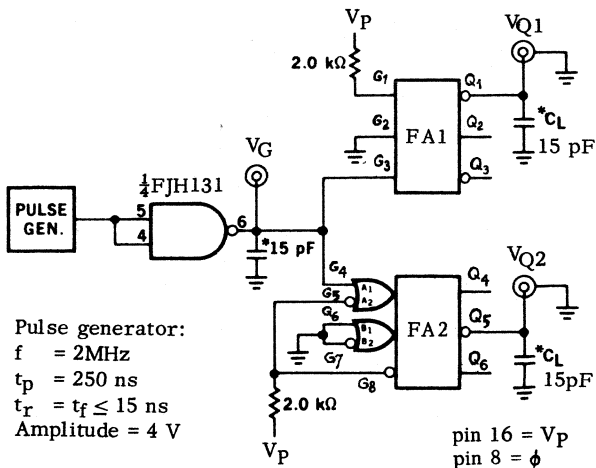 V_P
V_Q1
2.0 kΩ
G1
Q1
G2
FA1
Q2
*CL
15 pF
G3
Q3
V_G
¼FJH131
PULSE
GEN.
5
4
6
*15 pF
V_Q2
G4
A1
A2
G5
Q4
Q6
B1
B2
G7
FA2
Q5
*CL
15pF
G8
Q6
2.0 kΩ
V_P
Pulse generator:
f = 2MHz
t_p = 250 ns
t_r = t_f ≤ 15 ns
Amplitude = 4 V
pin 16 = V_P
pin 8 = ϕ